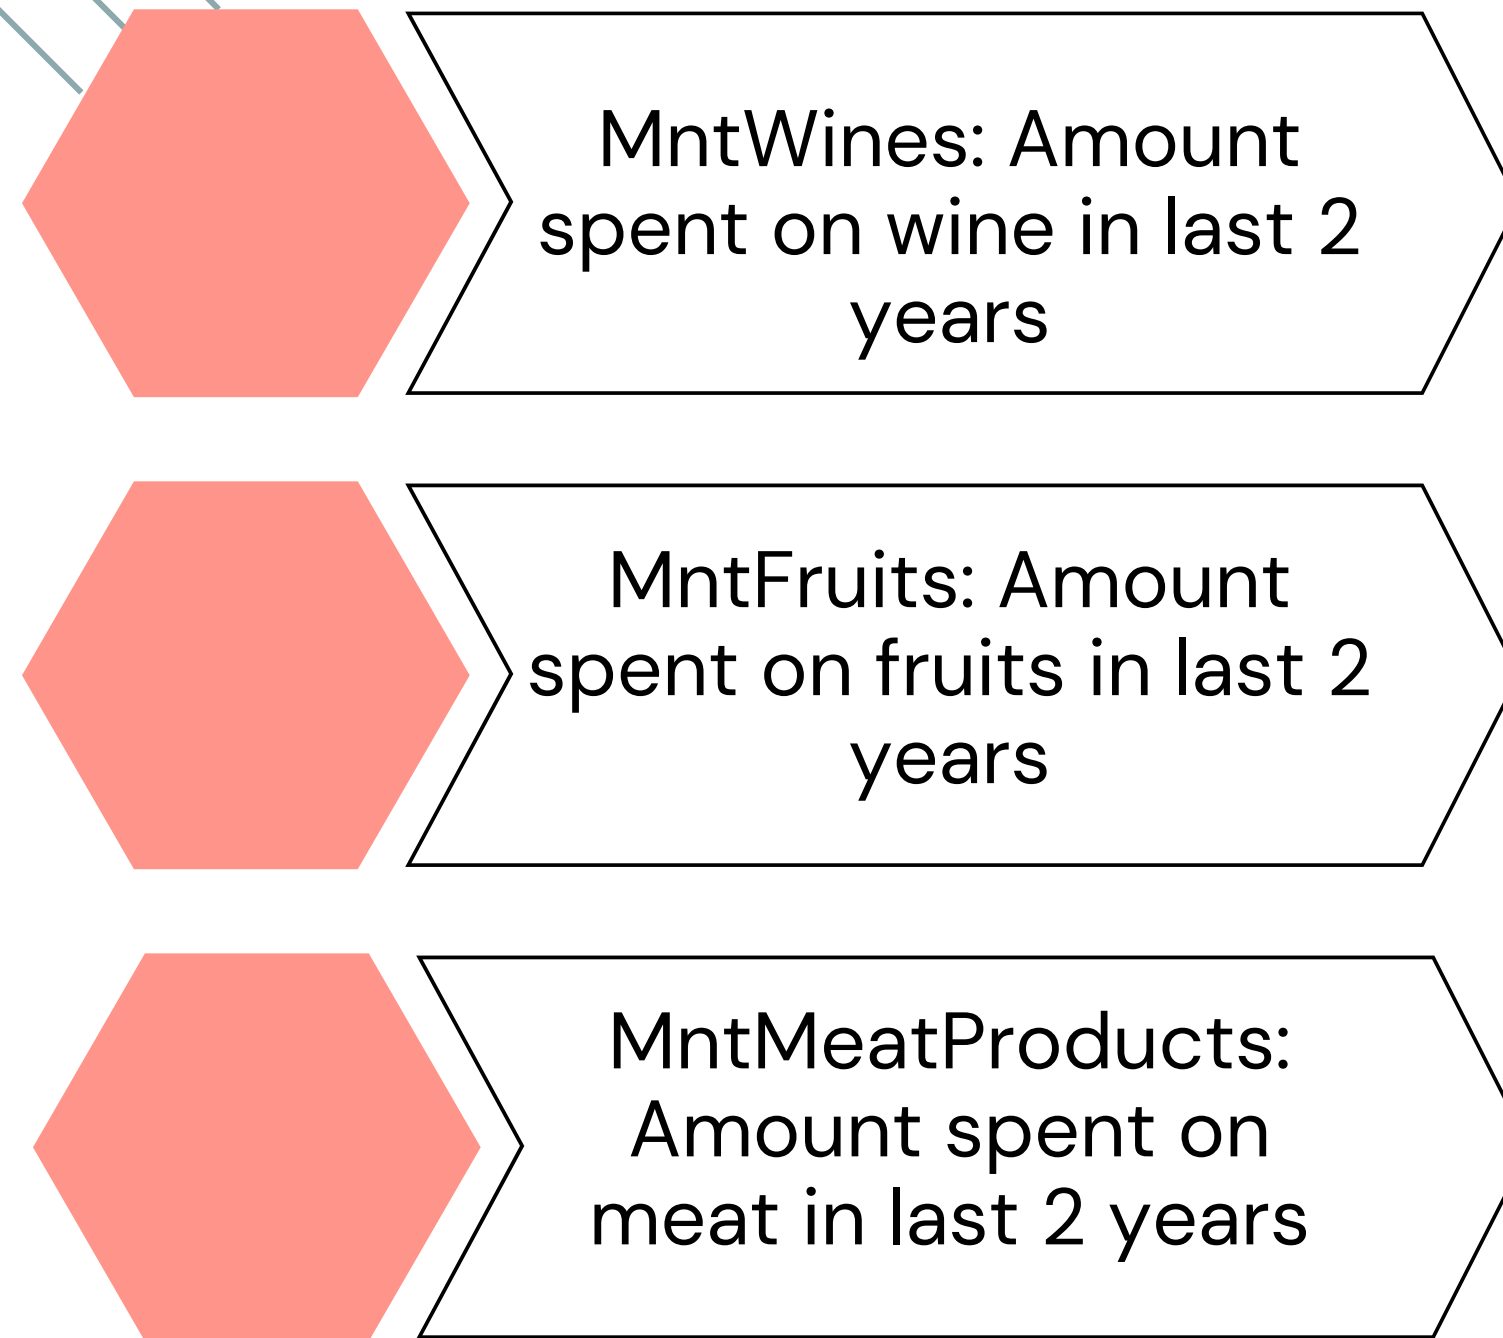 MntWines: Amount
spent on wine in last 2
years
MntFruits: Amount
spent on fruits in last 2
years
MntMeatProducts:
Amount spent on
meat in last 2 years